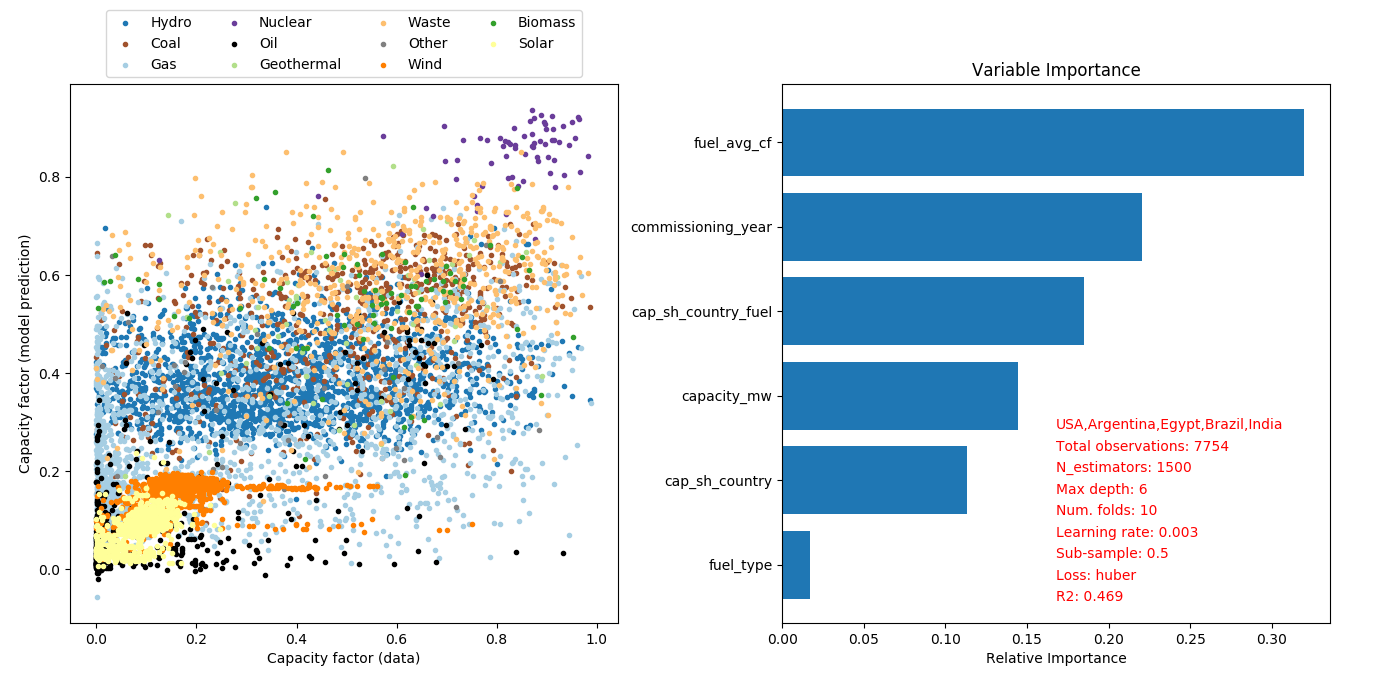 Hydro Nuclear Waste Biomass
Coal Oil Other Solar
Gas Geothermal Wind
Capacity factor (model prediction)
0.8
0.6
0.4
0.2
0.0
0.0 0.2 0.4 0.6 0.8 1.0
Capacity factor (data)
Variable Importance
fuel_avg_cf
commissioning_year
cap_sh_country_fuel
capacity_mw
cap_sh_country
fuel_type
USA,Argentina,Egypt,Brazil,India
Total observations: 7754
N_estimators: 1500
Max depth: 6
Num. folds: 10
Learning rate: 0.003
Sub-sample: 0.5
Loss: huber
R2: 0.469
0.00 0.05 0.10 0.15 0.20 0.25 0.30
Relative Importance